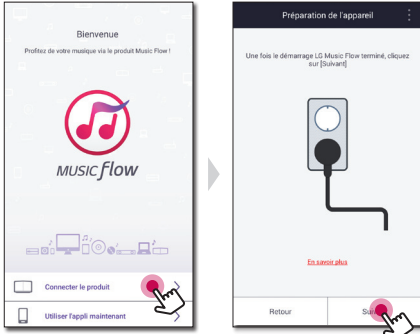 Bienvenue
Profitez de votre musique via le produit Music Flow !
MUSIC flow
Connecter le produit
Utiliser l'appli maintenant
Préparation de l'appareil
Une fois le démarrage LG Music Flow terminé, cliquez
sur [Suivant]
En savoir plus
Retour